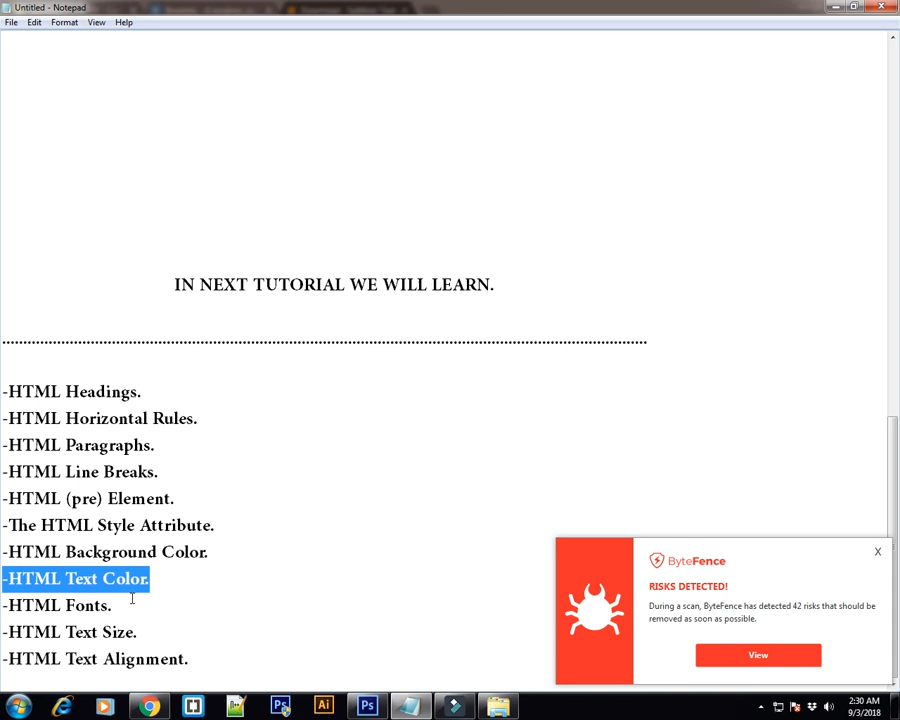 Untitled - Notepad
File Edit Format View Help
IN NEXT TUTORIAL WE WILL LEARN.
................................................................................................................................................................
-HTML Headings.
-HTML Horizontal Rules.
-HTML Paragraphs.
-HTML Line Breaks.
-HTML (pre) Element.
-The HTML Style Attribute.
-HTML Background Color.
-HTML Text Color.
-HTML Fonts.
-HTML Text Size.
-HTML Text Alignment.
ByteFence
X
RISKS DETECTED!
During a scan, ByteFence has detected 42 risks that should be
removed as soon as possible.
View
Ps
Ai
Ps
2:30 AM
9/3/2018